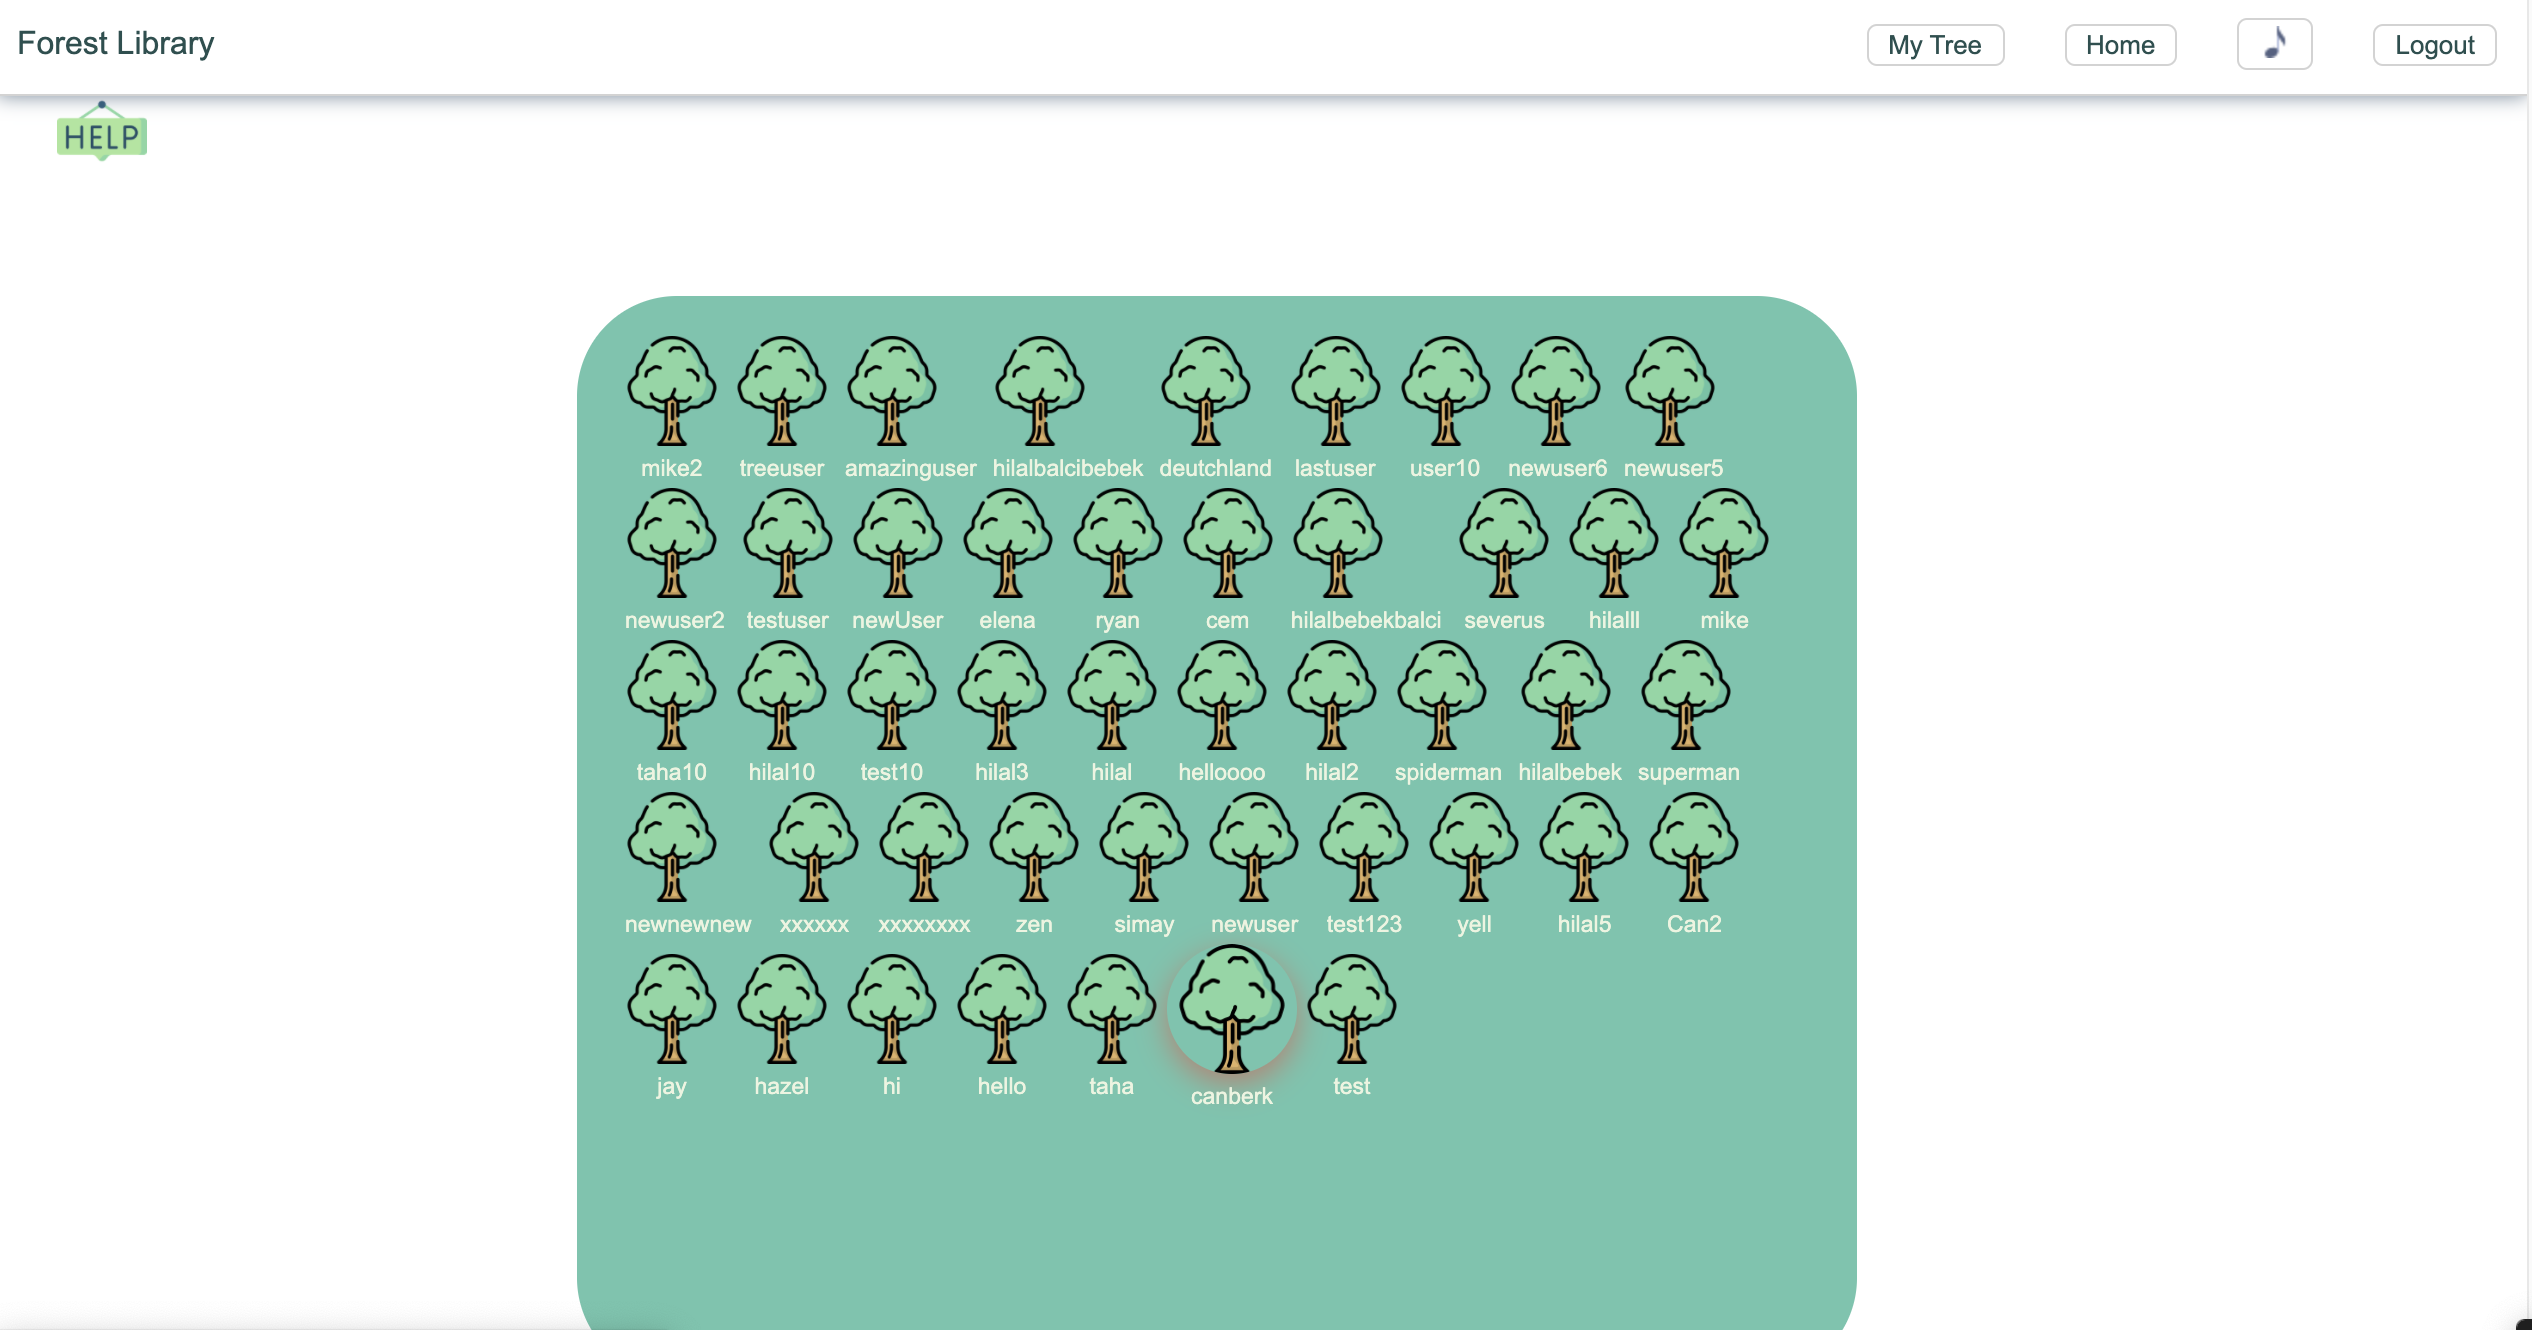 Forest Library My Tree Home Logout
HELP
mike2 treeuser amazinguser hilalbalcibebek deutchland lastuser user10 newuser6 newuser5
newuser2 testuser newUser elena ryan cem hilalbebekbalci severus hilalll mike
taha10 hilal10 test10 hilal3 hilal helloooo hilal2 spiderman hilalbebek superman
newnewnew xxxxxx xxxxxxxx zen simay newuser test123 yell hilal5 Can2
jay hazel hi hello taha canberk test